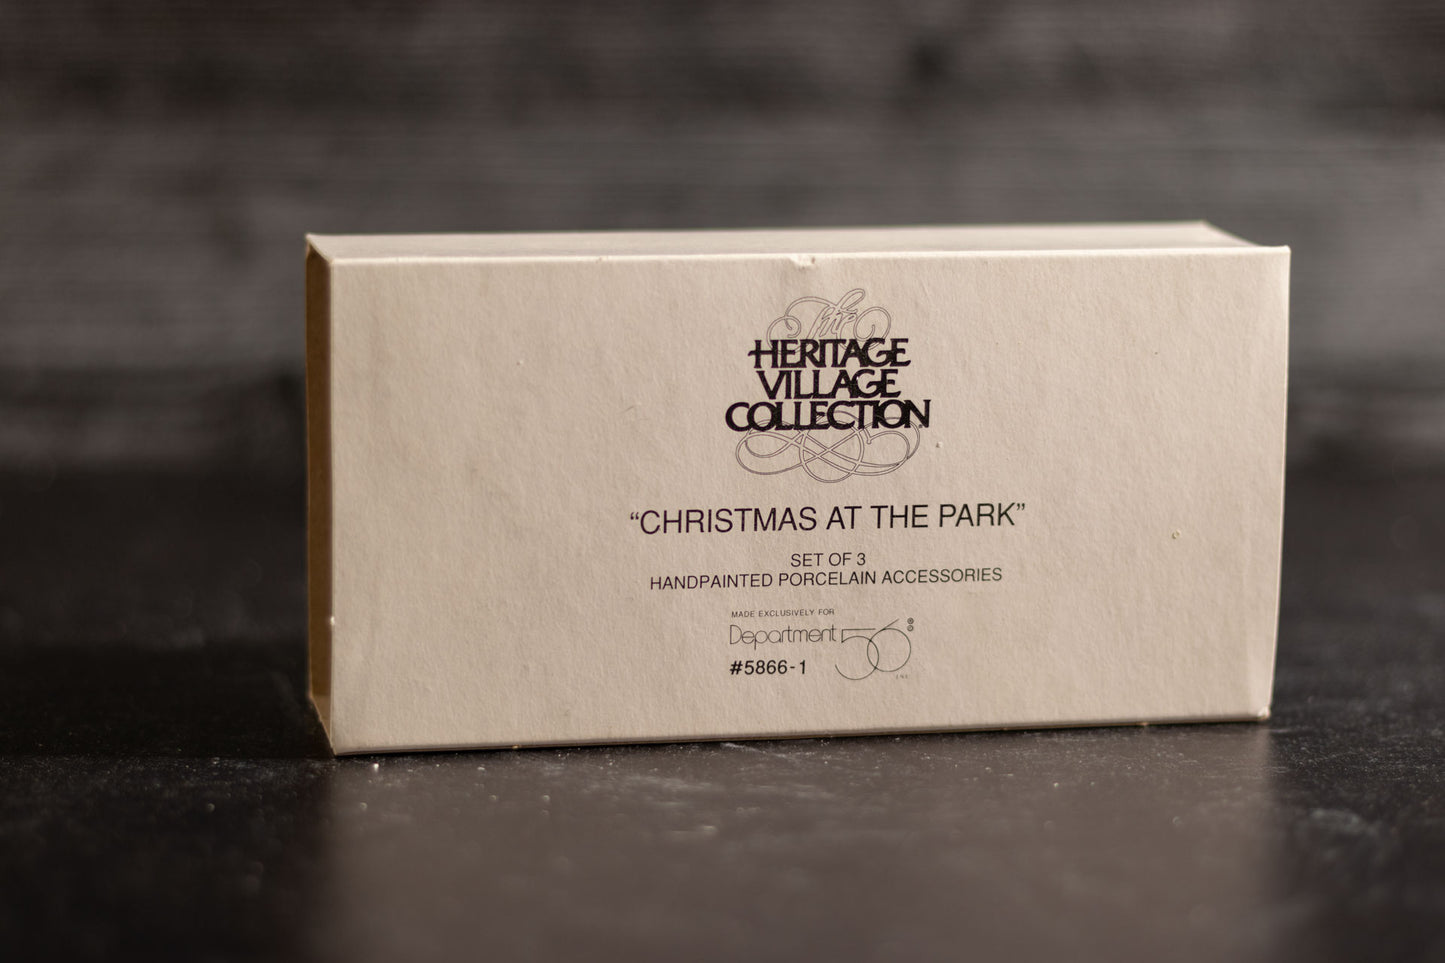 The
HERITAGE
VILLAGE
COLLECTION
“CHRISTMAS AT THE PARK”
SET OF 3
HANDPAINTED PORCELAIN ACCESSORIES
MADE EXCLUSIVELY FOR
Department 56
INC
#5866-1